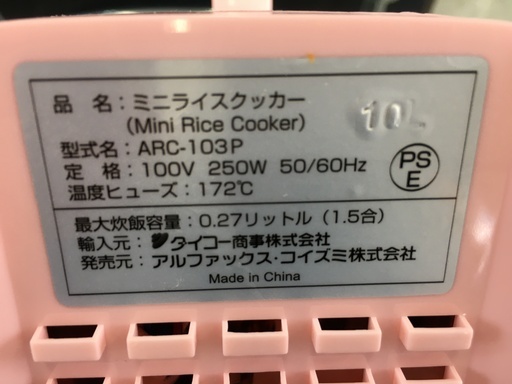 品 名：ミニライスクッカー
(Mini Rice Cooker)
10L
型式名：ARC-103P
定 格：100V 250W 50/60Hz
温度ヒューズ：172℃
PS
E
最大炊飯容量：0.27リットル（1.5合）
輸入元：タイコー商事株式会社
発売元：アルファックス・コイズミ株式会社
Made in China